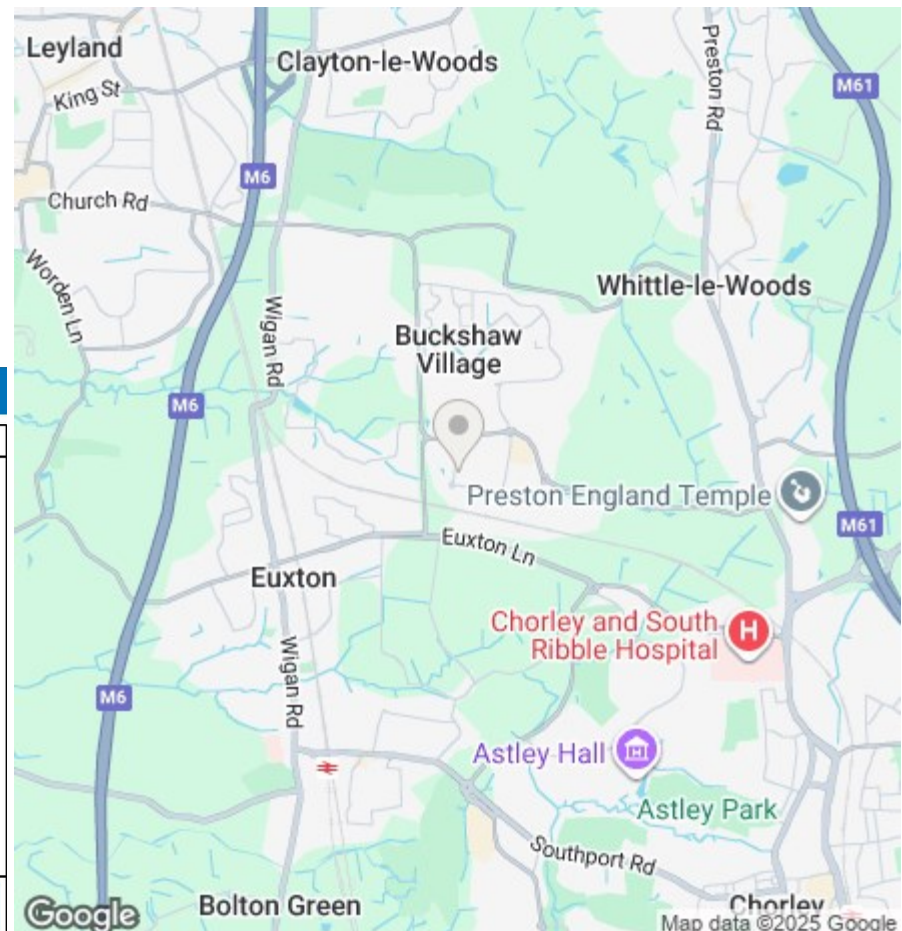 Leyland
Clayton-le-Woods
King St
Preston Rd
M61
M6
Church Rd
Worden Ln
Whittle-le-Woods
Wigan Rd
Buckshaw
Village
M6
Preston England Temple
M61
Euxton Ln
Euxton
Chorley and South
Ribble Hospital
H
Wigan Rd
M6
Astley Hall
Astley Park
Southport Rd
Bolton Green
Chorley
Google
Map data ©2025 Google